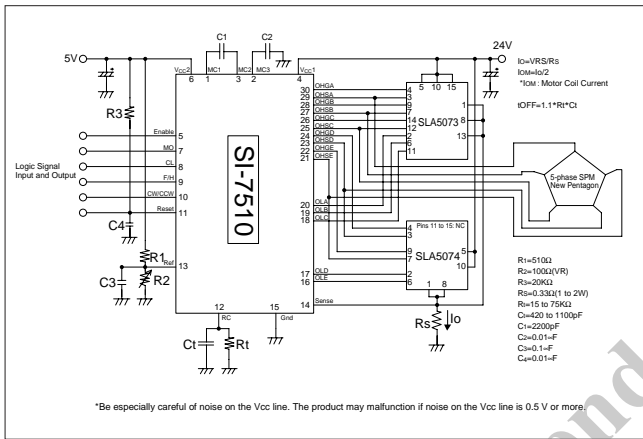 5V
C1
C2
24V
Vcc2
MC1
MC2
MC3
Vcc1
6
1
3
2
4
Io=VRS/RS
IOM=Io/2
*IOM : Motor Coil Current
tOFF=1.1*Rt*Ct
R3
SI-7510
OHGA
OHSA
OHGB
OHSB
OHGC
OHSC
OHGD
OHSD
OHGE
OHSE
30
29
28
27
26
25
24
23
22
21
5 10 15
4
3
9
7
14
12
2
6
11
1
8
13
SLA5073
Logic Signal
Input and Output
Enable
MO
CL
F/H
CW/CCW
Reset
5
7
8
9
10
11
5-phase SPM
New Pentagon
OLA
OLB
OLC
20
19
18
C4
R1
Ref
13
C3
R2
Pins 11 to 15: NC
4
3
9
7
2
6
5
10
SLA5074
1 8
OLD
OLE
17
16
Sense
14
12
RC
15
Gnd
Ct
Rt
Rs
Io
R1=510Ω
R2=100Ω(VR)
R3=20KΩ
RS=0.33Ω(1 to 2W)
Rt=15 to 75KΩ
Ct=420 to 1100pF
C1=2200pF
C2=0.01=F
C3=0.1=F
C4=0.01=F
*Be especially careful of noise on the Vcc line. The product may malfunction if noise on the Vcc line is 0.5 V or more.